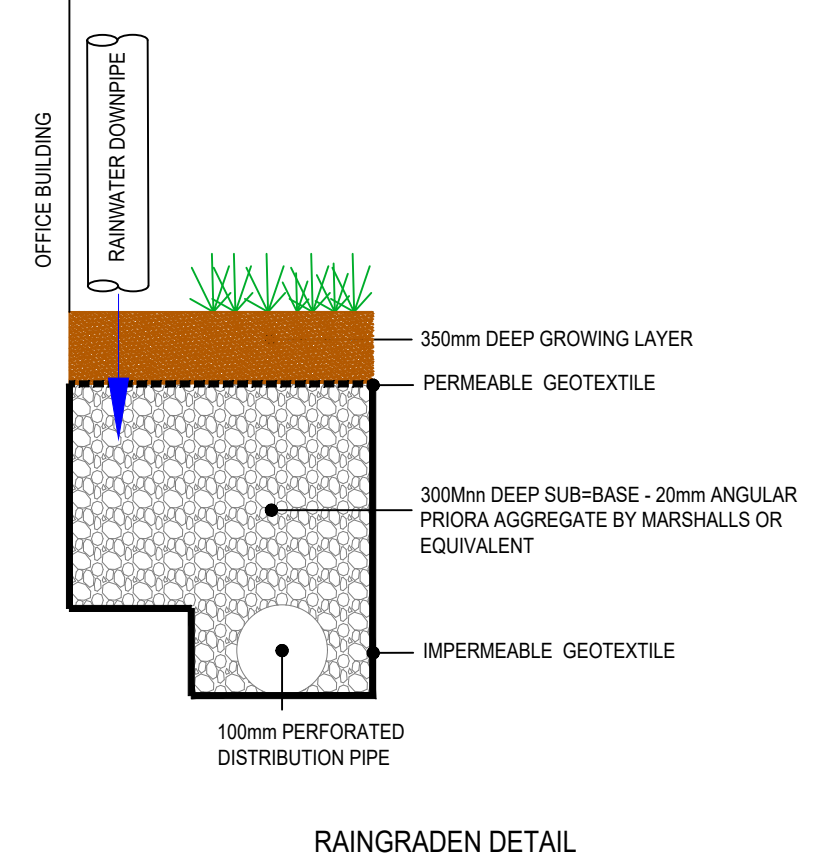 OFFICE BUILDING
RAINWATER DOWNPIPE
350mm DEEP GROWING LAYER
PERMEABLE GEOTEXTILE
300Mnn DEEP SUB=BASE - 20mm ANGULAR
PRIORA AGGREGATE BY MARSHALLS OR
EQUIVALENT
IMPERMEABLE GEOTEXTILE
100mm PERFORATED
DISTRIBUTION PIPE
RAINGRADEN DETAIL